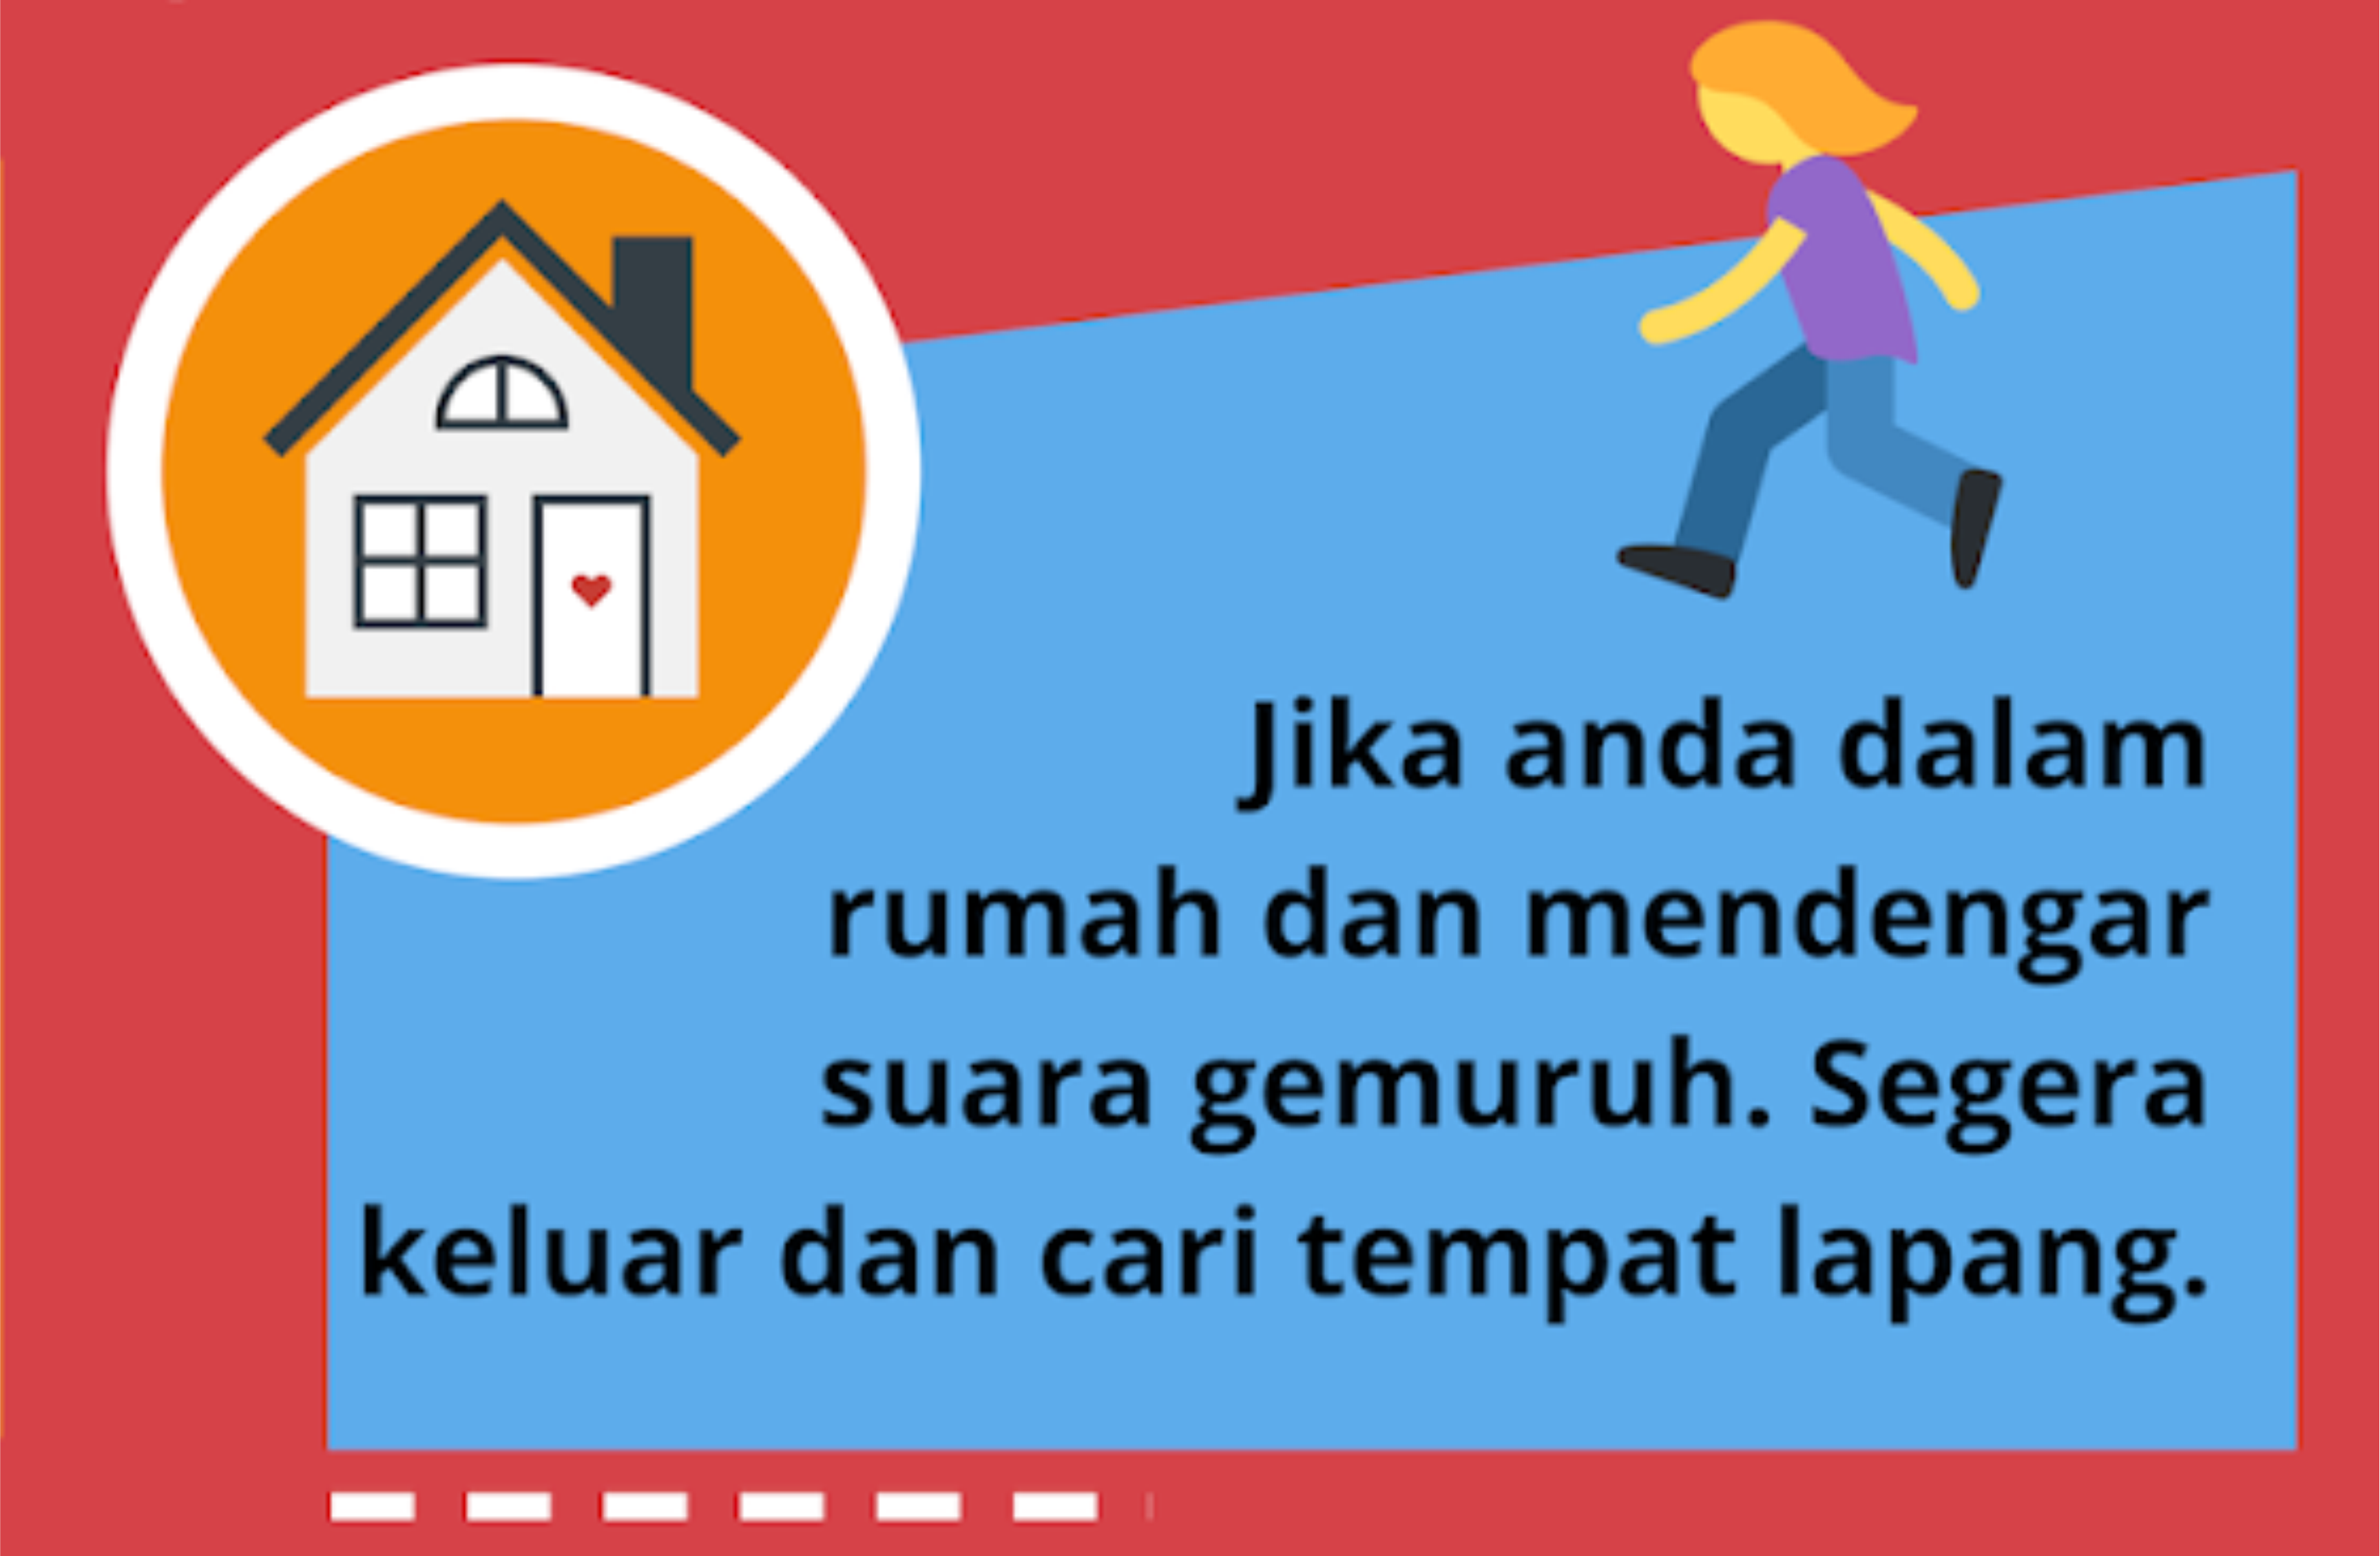 Jika anda dalam
rumah dan mendengar
suara gemuruh. Segera
keluar dan cari tempat lapang.